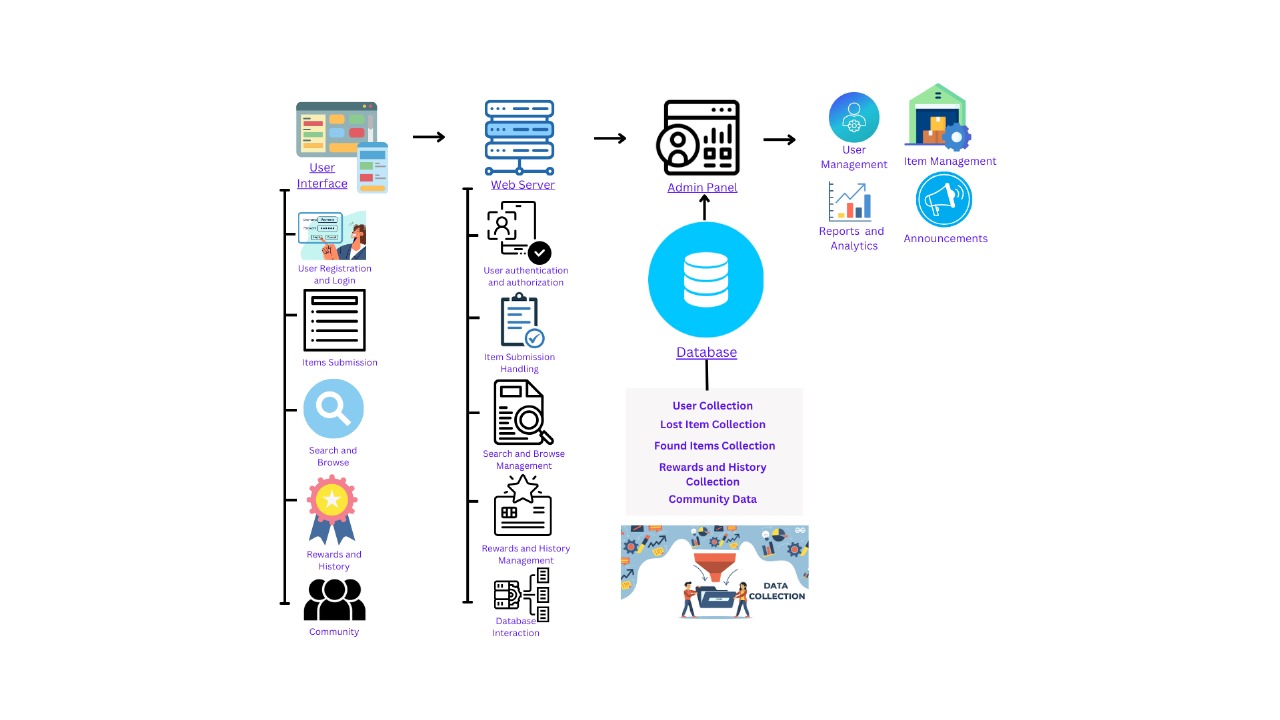 User
Interface
User Registration
and Login
Items Submission
Search and
Browse
Rewards and
History
Community
Web Server
User authentication
and authorization
Item Submission
Handling
Search and Browse
Management
Rewards and History
Management
Database
Interaction
Admin Panel
Database
User Collection
Lost Item Collection
Found Items Collection
Rewards and History
Collection
Community Data
DATA
COLLECTION
User
Management
Item Management
Reports and
Analytics
Announcements